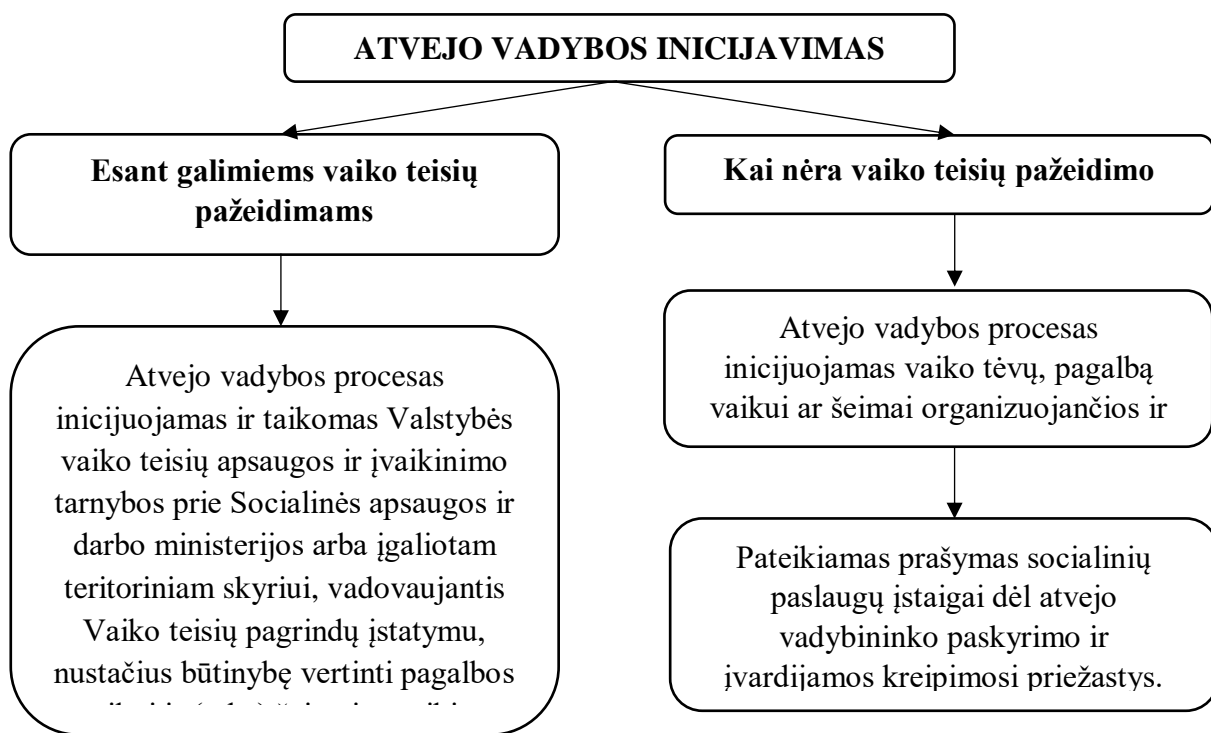 ATVEJO VADYBOS INICIJAVIMAS
Esant galimiems vaiko teisių
pažeidimams
Atvejo vadybos procesas
inicijuojamas ir taikomas Valstybės
vaiko teisių apsaugos ir įvaikinimo
tarnybos prie Socialinės apsaugos ir
darbo ministerijos arba įgaliotam
teritoriniam skyriui, vadovaujantis
Vaiko teisių pagrindų įstatymu,
nustačius būtinybę vertinti pagalbos
Kai nėra vaiko teisių pažeidimo
Atvejo vadybos procesas
inicijuojamas vaiko tėvų, pagalbą
vaikui ar šeimai organizuojančios ir
Pateikiamas prašymas socialinių
paslaugų įstaigai dėl atvejo
vadybininko paskyrimo ir
įvardijamos kreipimosi priežastys.